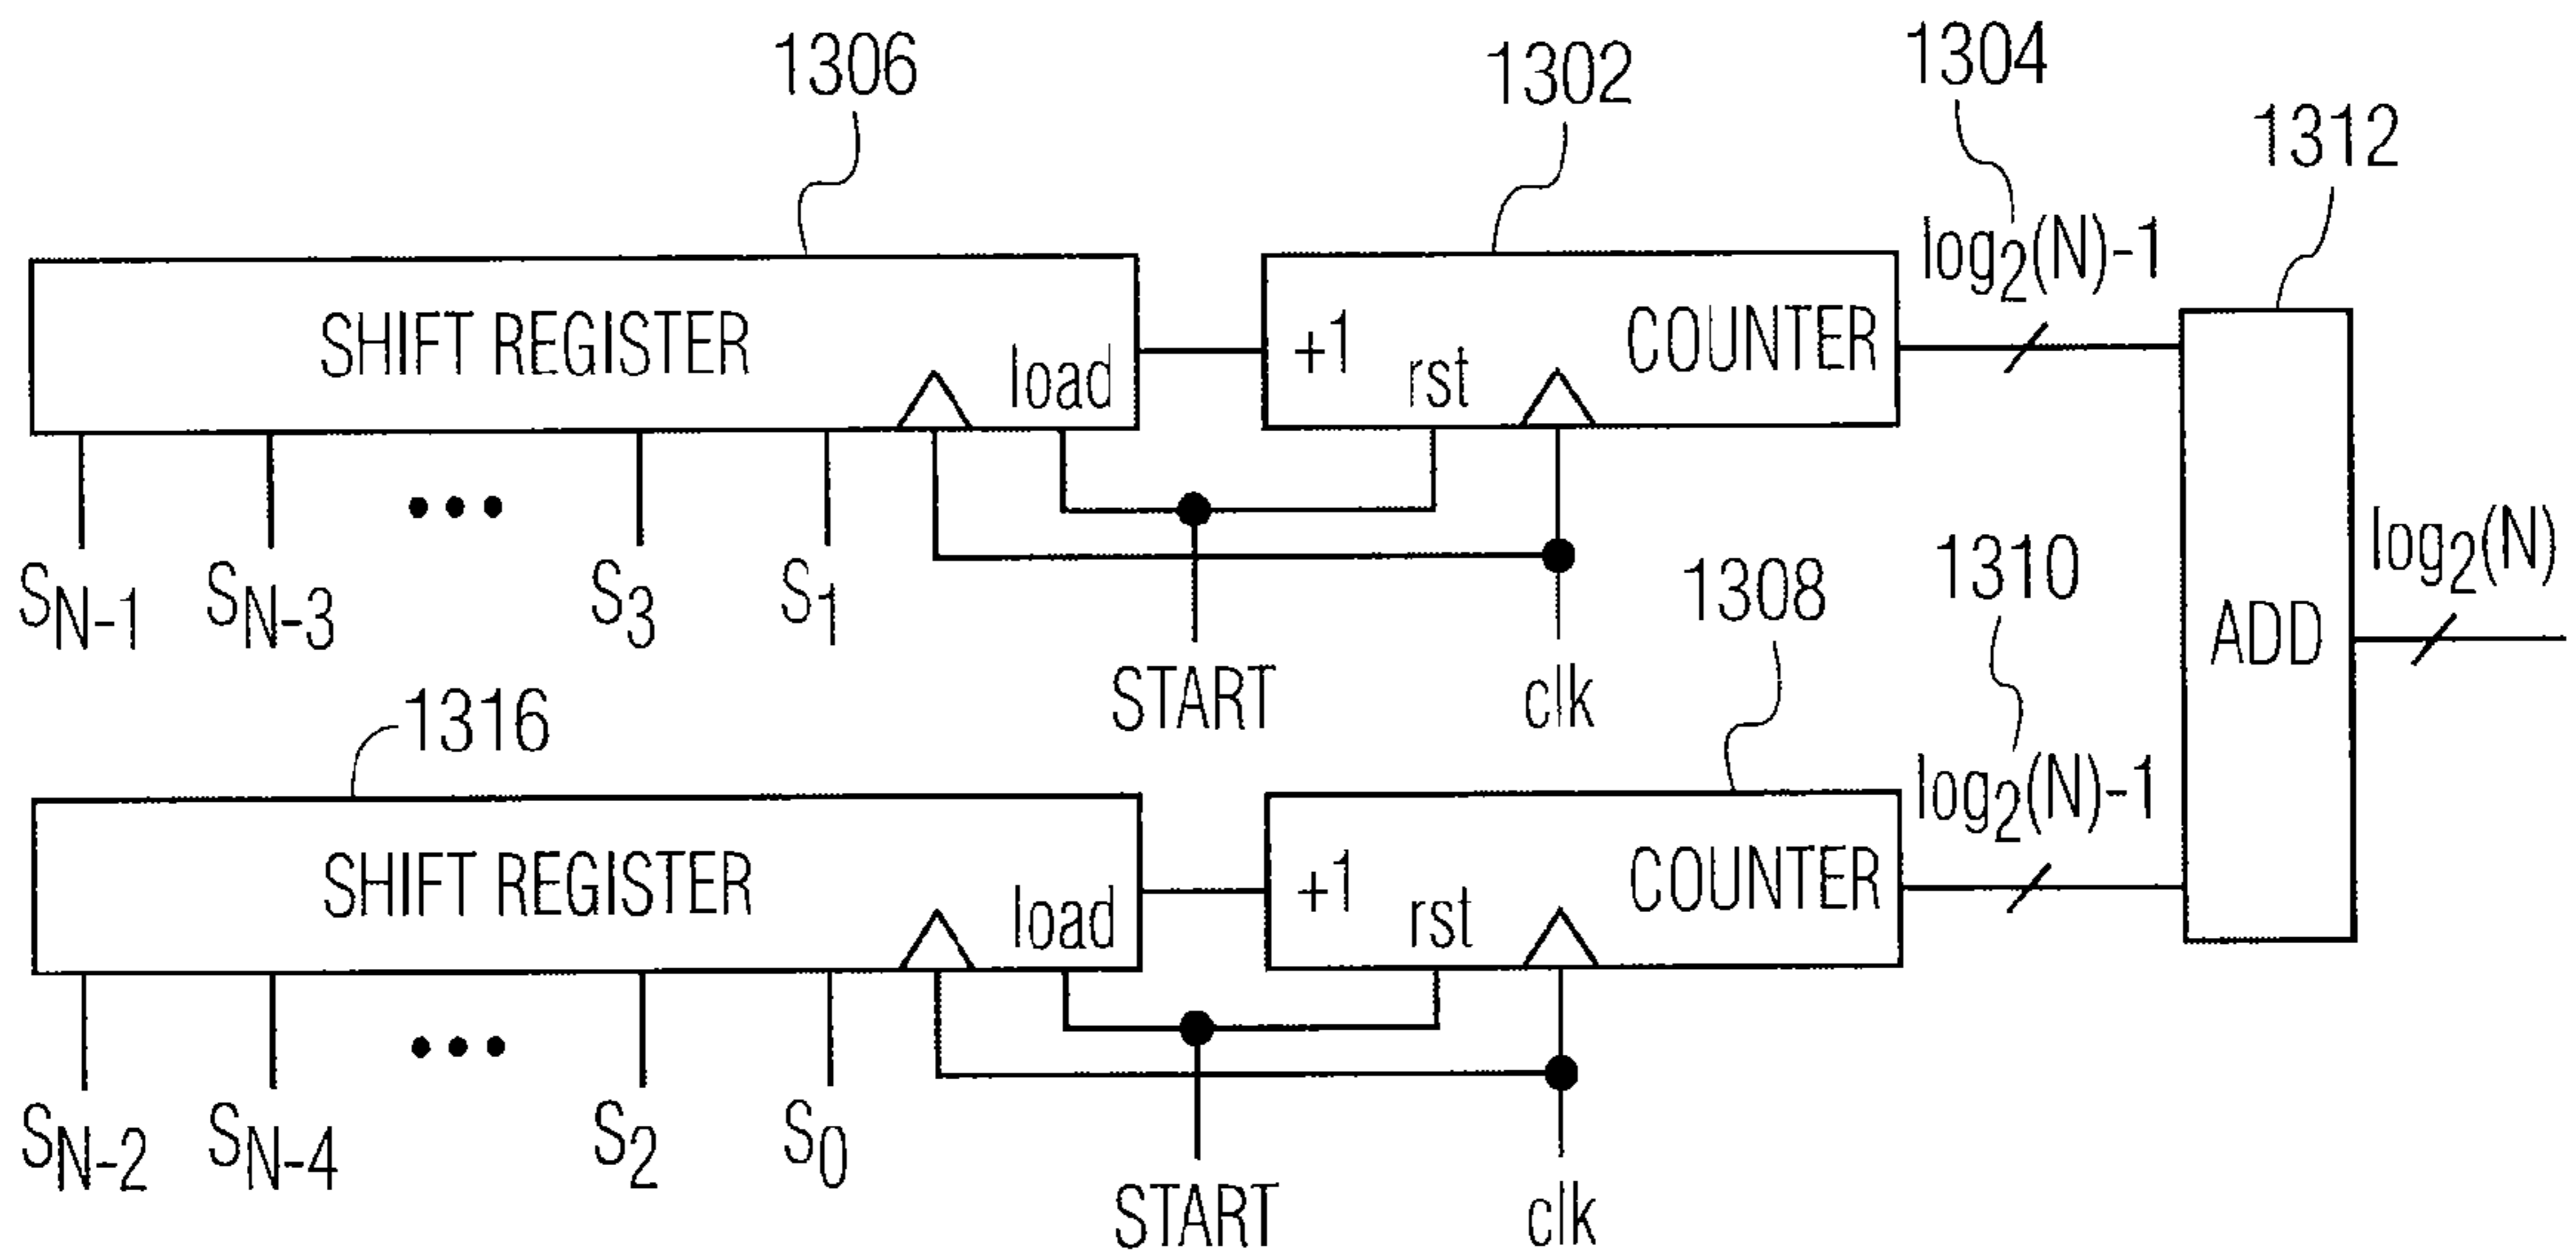 1306
1302
1304
1312
log2(N)-1
SHIFT REGISTER
load
+1
rst
COUNTER
SN-1
SN-3
•••
S3
S1
START
clk
1308
1310
log2(N)
ADD
1316
log2(N)-1
SHIFT REGISTER
load
+1
rst
COUNTER
SN-2
SN-4
•••
S2
S0
START
clk